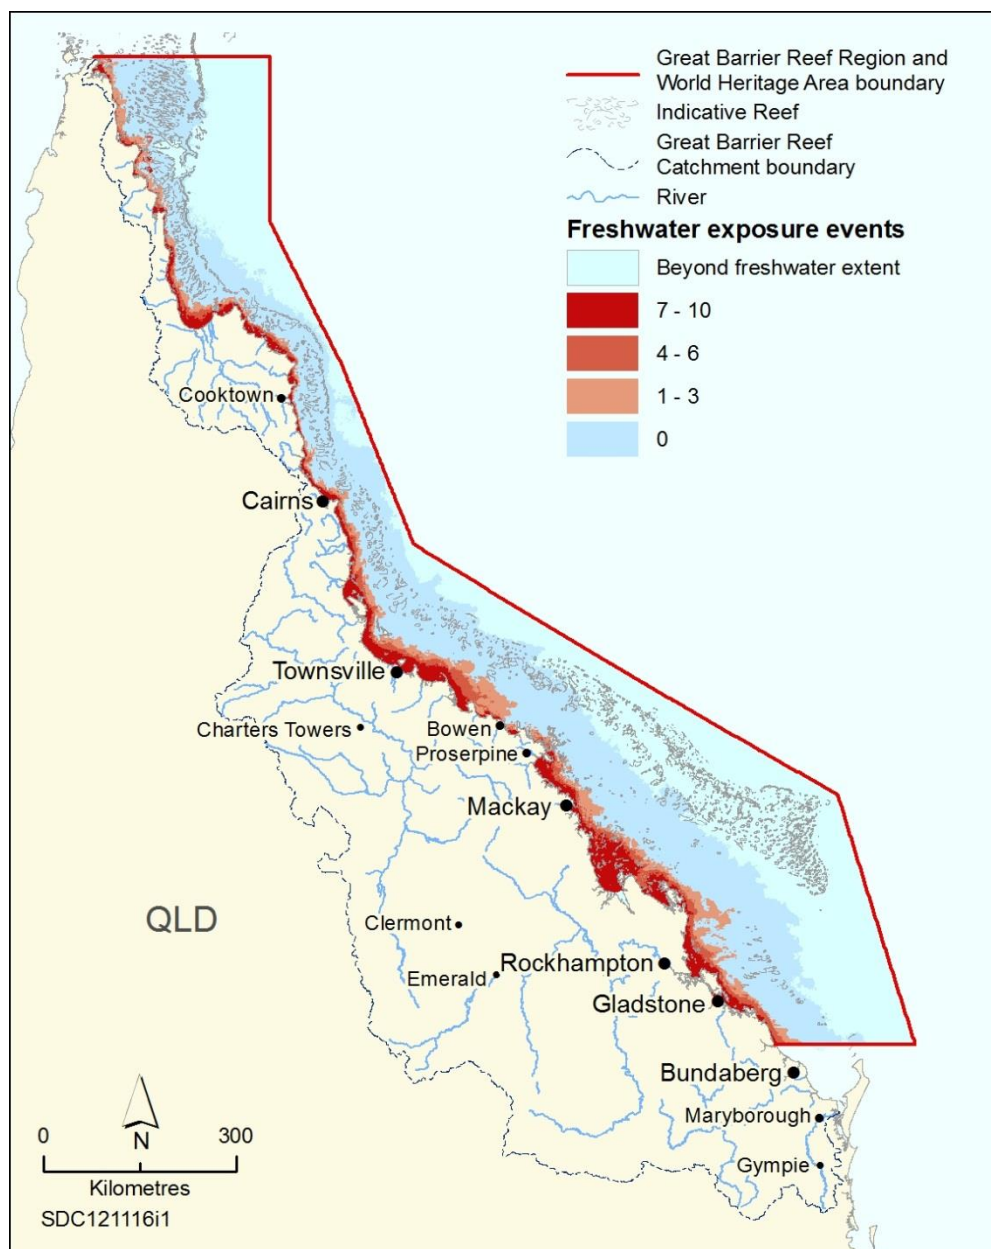 Great Barrier Reef Region and
World Heritage Area boundary
Indicative Reef
Great Barrier Reef
Catchment boundary
River
Freshwater exposure events
Beyond freshwater extent
7 - 10
4 - 6
1 - 3
0
Cooktown
Cairns
Townsville
Charters Towers
Bowen
Proserpine
Mackay
QLD
Clermont
Rockhampton
Emerald
Gladstone
Bundaberg
Maryborough
Gympie
N
0 300
Kilometres
SDC121116i1